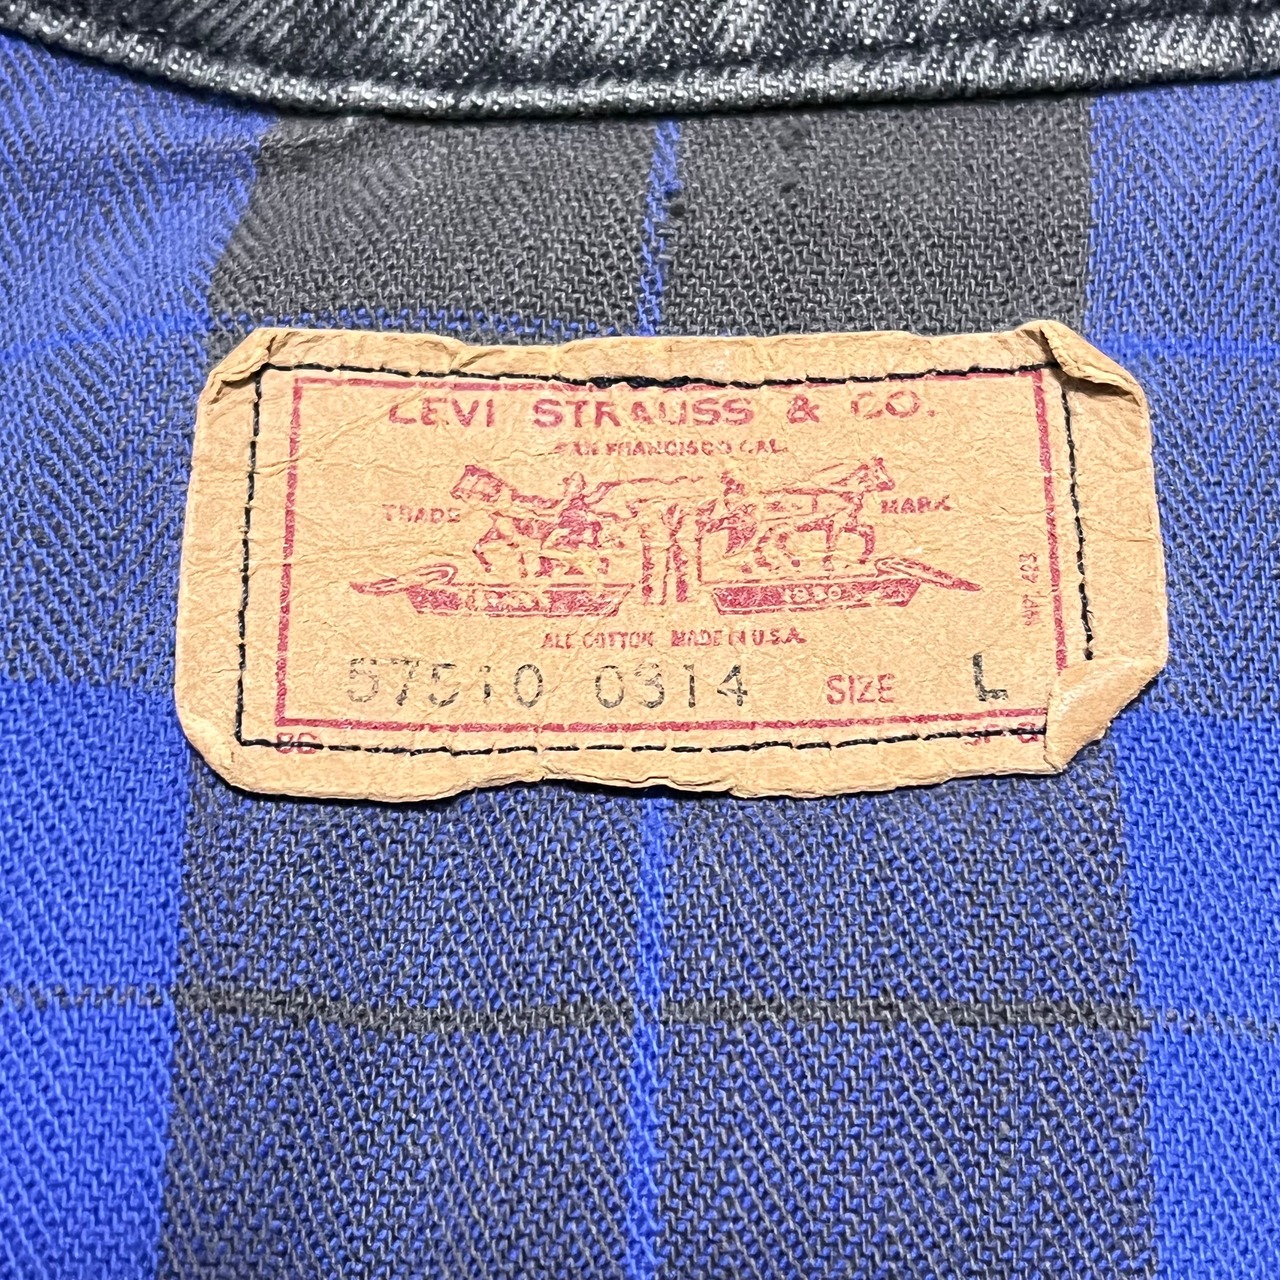 LEVI STRAUSS & CO.
SAN FRANCISCO CAL.
TRADE MARK
ALL COTTON MADE IN U.S.A.
57510 0314 SIZE L